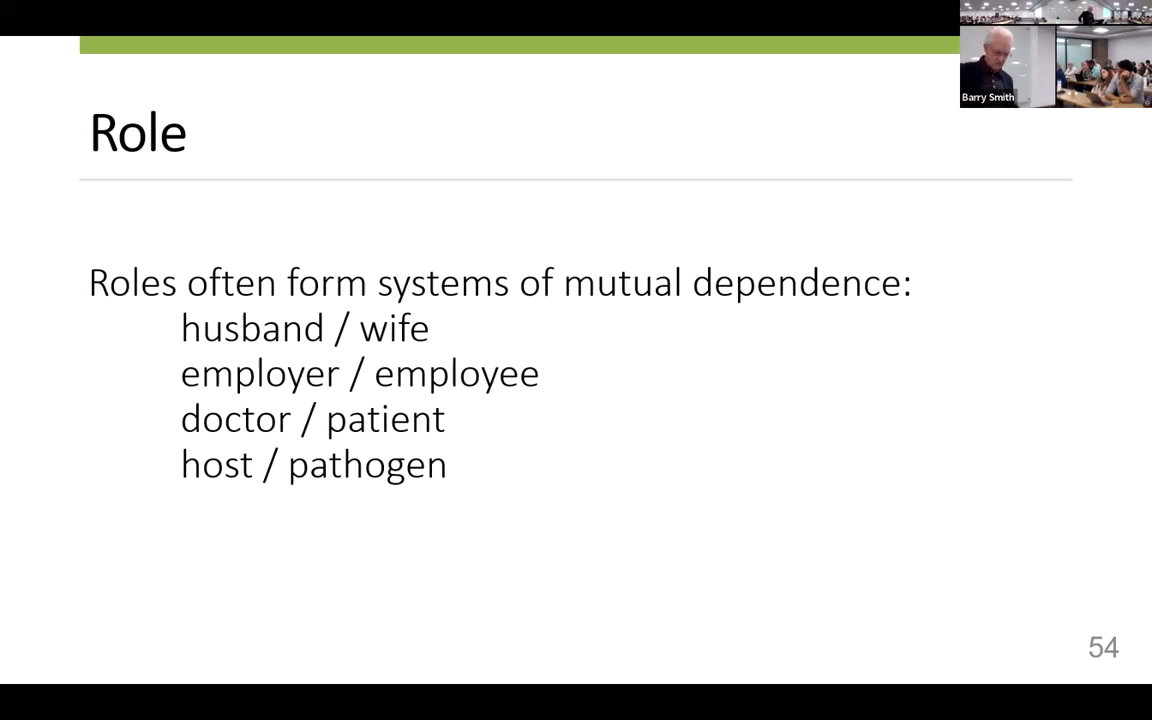 Barry Smith
Role
Roles often form systems of mutual dependence:
husband / wife
employer / employee
doctor / patient
host / pathogen
54